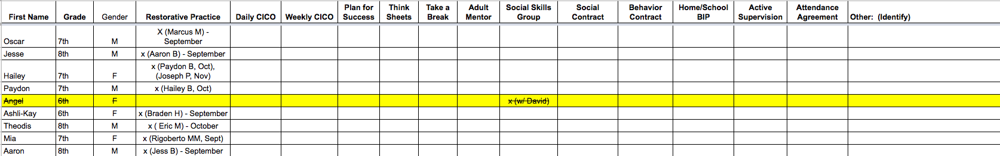 First Name Grade Gender Restorative Practice Daily CICO Weekly CICO Plan for Success Think Sheets Take a Break Adult Mentor Social Skills Group Social Contract Behavior Contract Home/School BIP Active Supervision Attendance Agreement Other: (Identify)
Oscar 7th M X (Marcus M) - September
Jesse 8th M x (Aaron B) - September
Hailey 7th F x (Paydon B, Oct), (Joseph P, Nov)
Paydon 7th M x (Hailey B, Oct)
Angel 6th F x (w/ David)
Ashli-Kay 6th F x (Braden H) - September
Theodis 8th M x ( Eric M) - October
Mia 7th F x (Rigoberto MM, Sept)
Aaron 8th M x (Jess B) - September